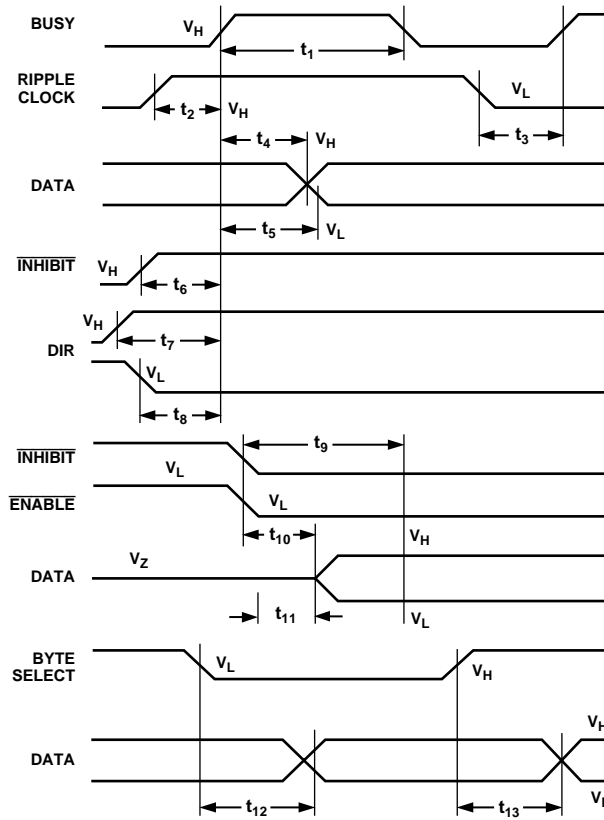 BUSY
V_H
t_1
RIPPLE
CLOCK
t_2
V_H
V_L
t_3
t_4
V_H
DATA
t_5
V_L
INHIBIT
V_H
t_6
V_H
t_7
DIR
V_L
t_8
INHIBIT
t_9
V_L
ENABLE
V_L
t_10
V_H
V_Z
DATA
t_11
V_L
BYTE
SELECT
V_L
V_H
V_H
DATA
V_L
t_12
t_13